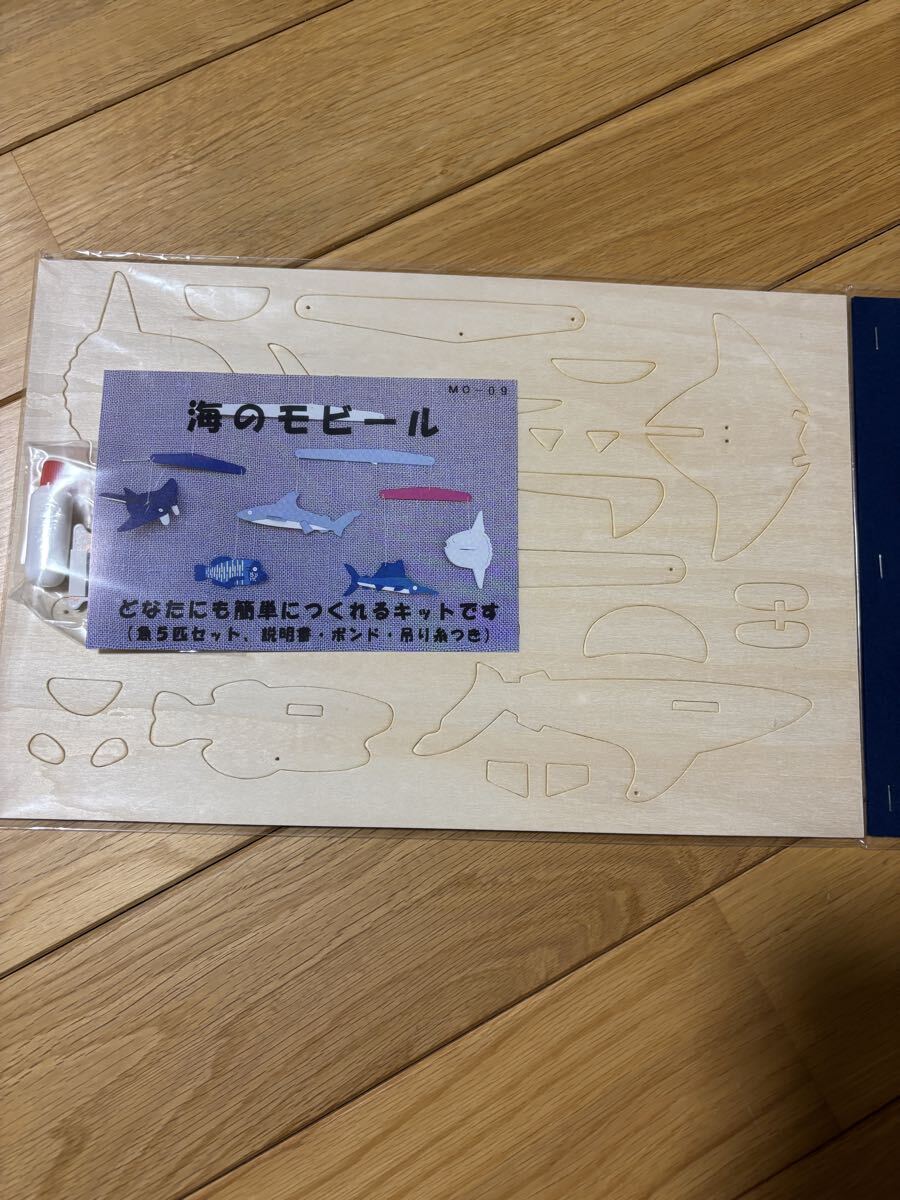 MO-09
海のモビール
どなたにも簡単につくれるキットです
(魚5匹セット、説明書・ボンド・吊り糸つき)